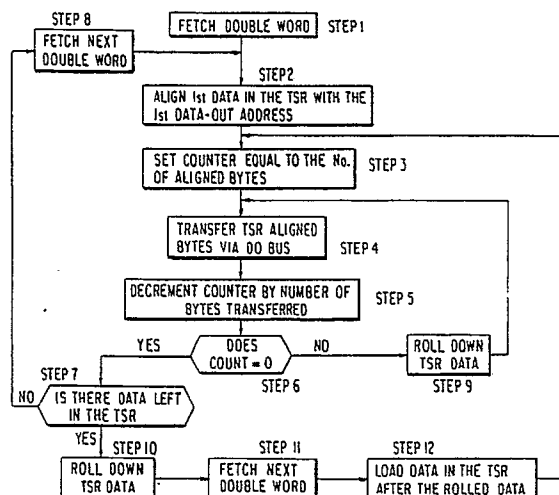 STEP 8
FETCH NEXT
DOUBLE WORD
FETCH DOUBLE WORD
STEP 1
STEP 2
ALIGN 1st DATA IN THE TSR WITH THE
1st DATA-OUT ADDRESS
SET COUNTER EQUAL TO THE No.
OF ALIGNED BYTES
STEP 3
TRANSFER TSR ALIGNED
BYTES VIA DO BUS
STEP 4
DECREMENT COUNTER BY NUMBER OF
BYTES TRANSFERRED
STEP 5
YES
DOES
COUNT = 0
NO
STEP 6
ROLL DOWN
TSR DATA
STEP 9
STEP 7
NO
IS THERE DATA LEFT
IN THE TSR
YES
STEP 10
ROLL DOWN
TSR DATA
STEP 11
FETCH NEXT
DOUBLE WORD
STEP 12
LOAD DATA IN THE TSR
AFTER THE ROLLED DATA